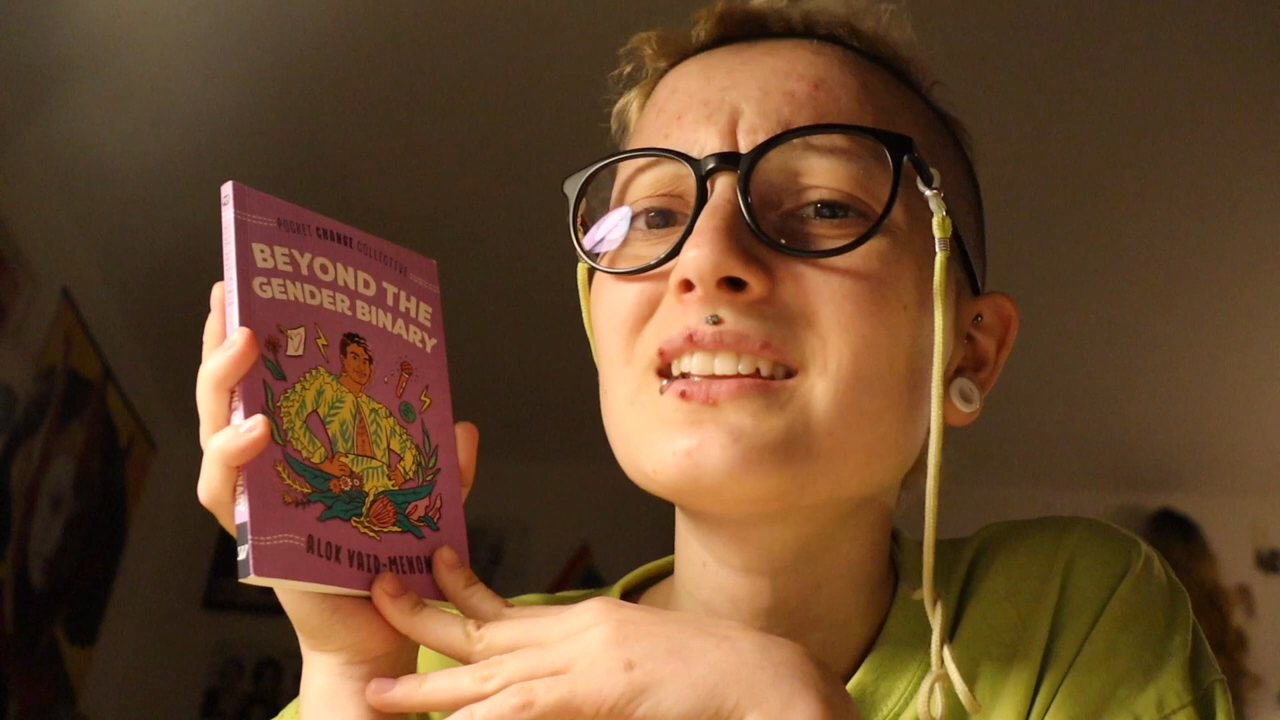 POCKET CHANGE COLLECTIVE
BEYOND THE
GENDER BINARY
ALOK VAID-MENON